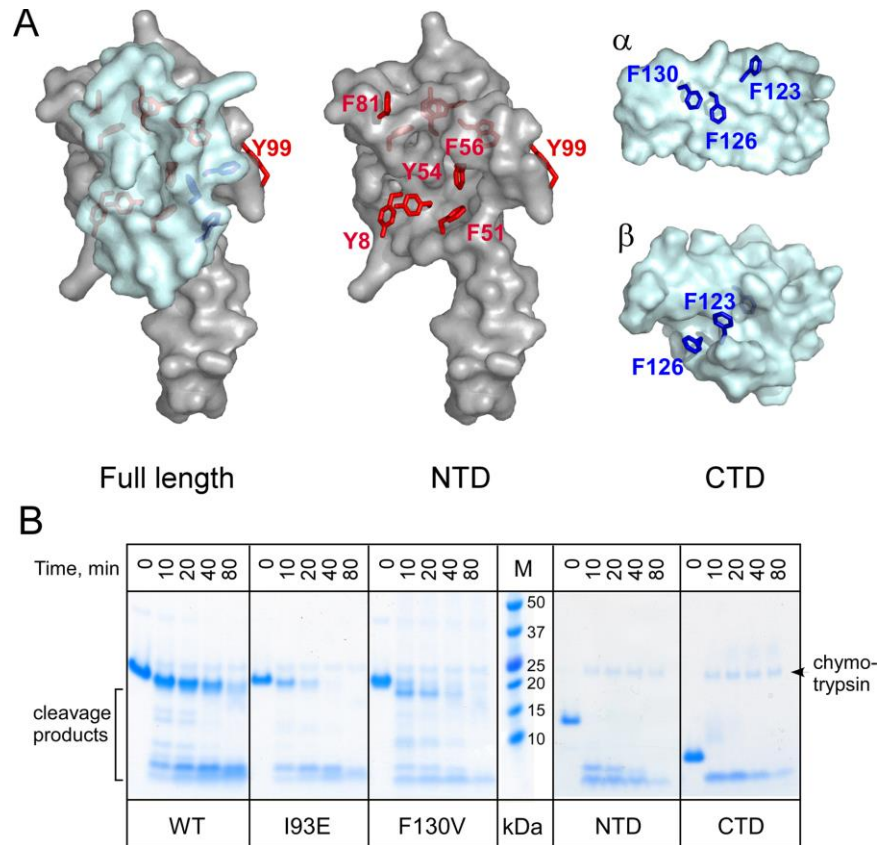 A
Y99
F81
F56
Y99
Y54
Y8
F51
α
F130
F123
F126
β
F123
F126
Full length
NTD
CTD
B
Time, min
0 10 20 40 80
0 10 20 40 80
0 10 20 40 80
M
0 10 20 40 80
0 10 20 40 80
50
37
25
20
15
10
chymo-
trypsin
cleavage
products
WT
I93E
F130V
kDa
NTD
CTD